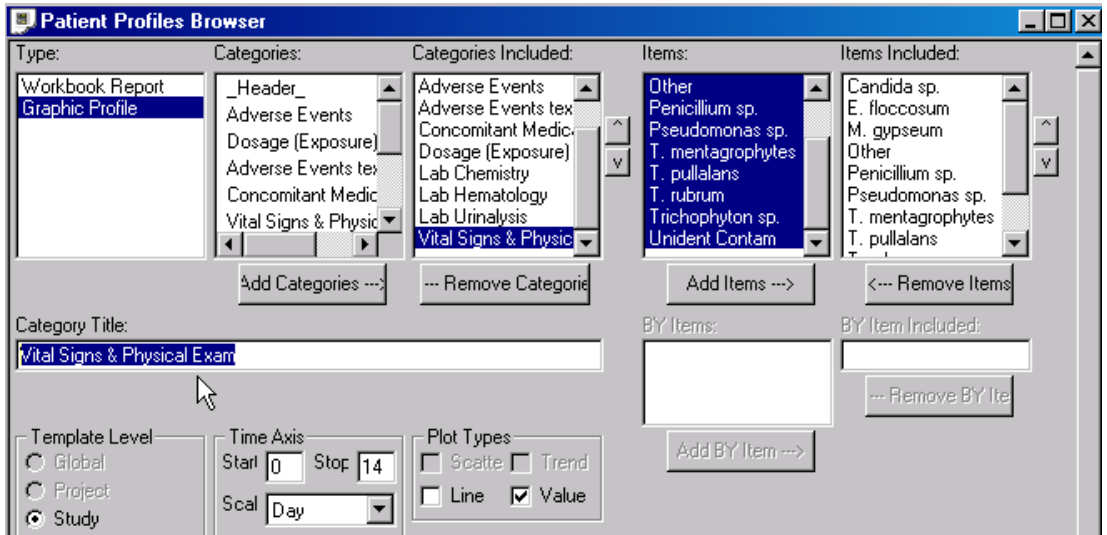 Patient Profiles Browser
Type:
Workbook Report
Graphic Profile
Categories:
_Header_
Adverse Events
Dosage (Exposure)
Adverse Events tex
Concomitant Medic
Vital Signs & Physic
Add Categories --->
Categories Included:
Adverse Events
Adverse Events tex
Concomitant Medic
Dosage (Exposure)
Lab Chemistry
Lab Hematology
Lab Urinalysis
Vital Signs & Physic
--- Remove Categorie
^
v
Items:
Other
Penicillium sp.
Pseudomonas sp.
T. mentagrophytes
T. pullalans
T. rubrum
Trichophyton sp.
Unident Contam
Add Items --->
Items Included:
Candida sp.
E. floccosum
M. gypseum
Other
Penicillium sp.
Pseudomonas sp.
T. mentagrophytes
T. pullalans
<--- Remove Items
^
v
Category Title:
Vital Signs & Physical Exam
BY Items:
Add BY Item --->
BY Item Included:
--- Remove BY Ite
Template Level
Global
Project
Study
Time Axis
Start 0 Stop 14
Scal Day
Plot Types
Scatte Trend
Line Value